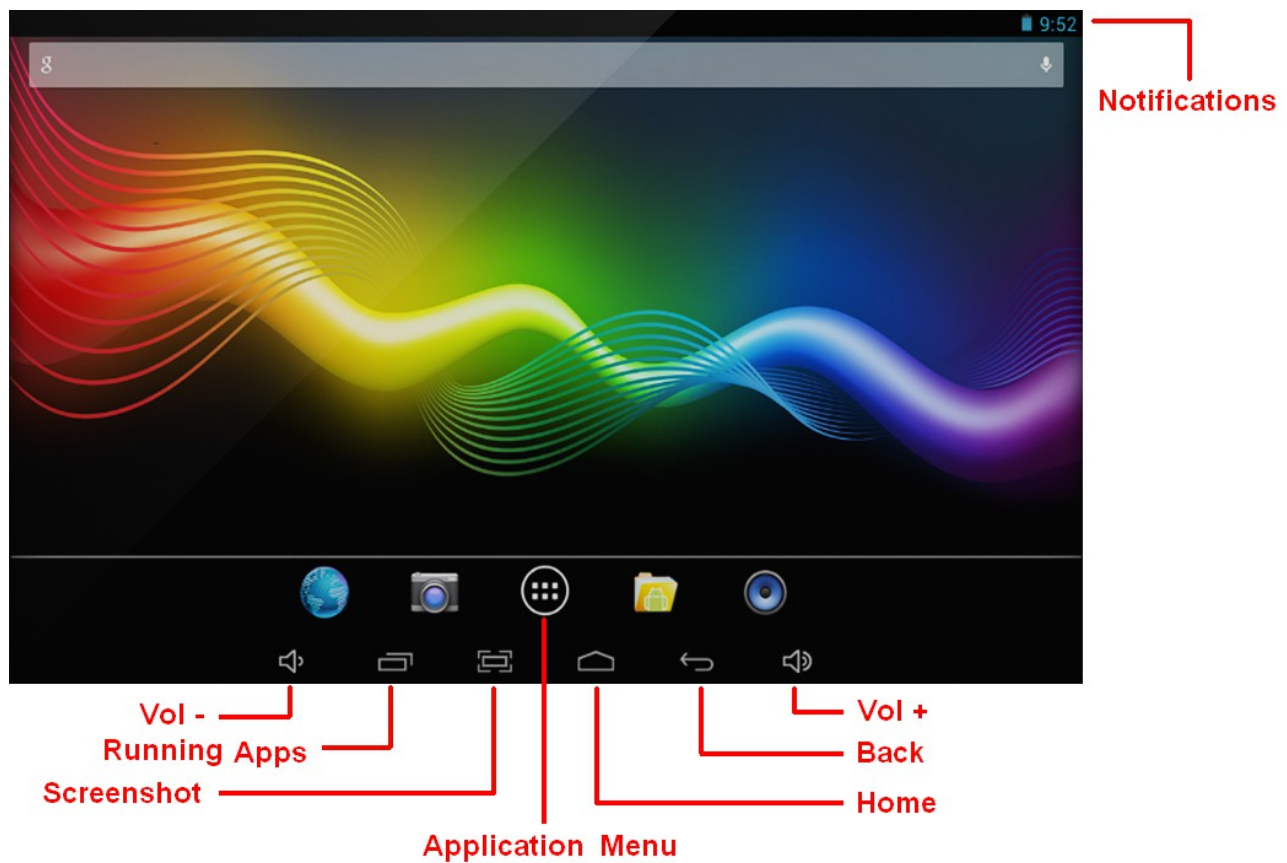 9:52
g
Notifications
Vol -
Vol +
Running Apps
Back
Screenshot
Home
Application Menu